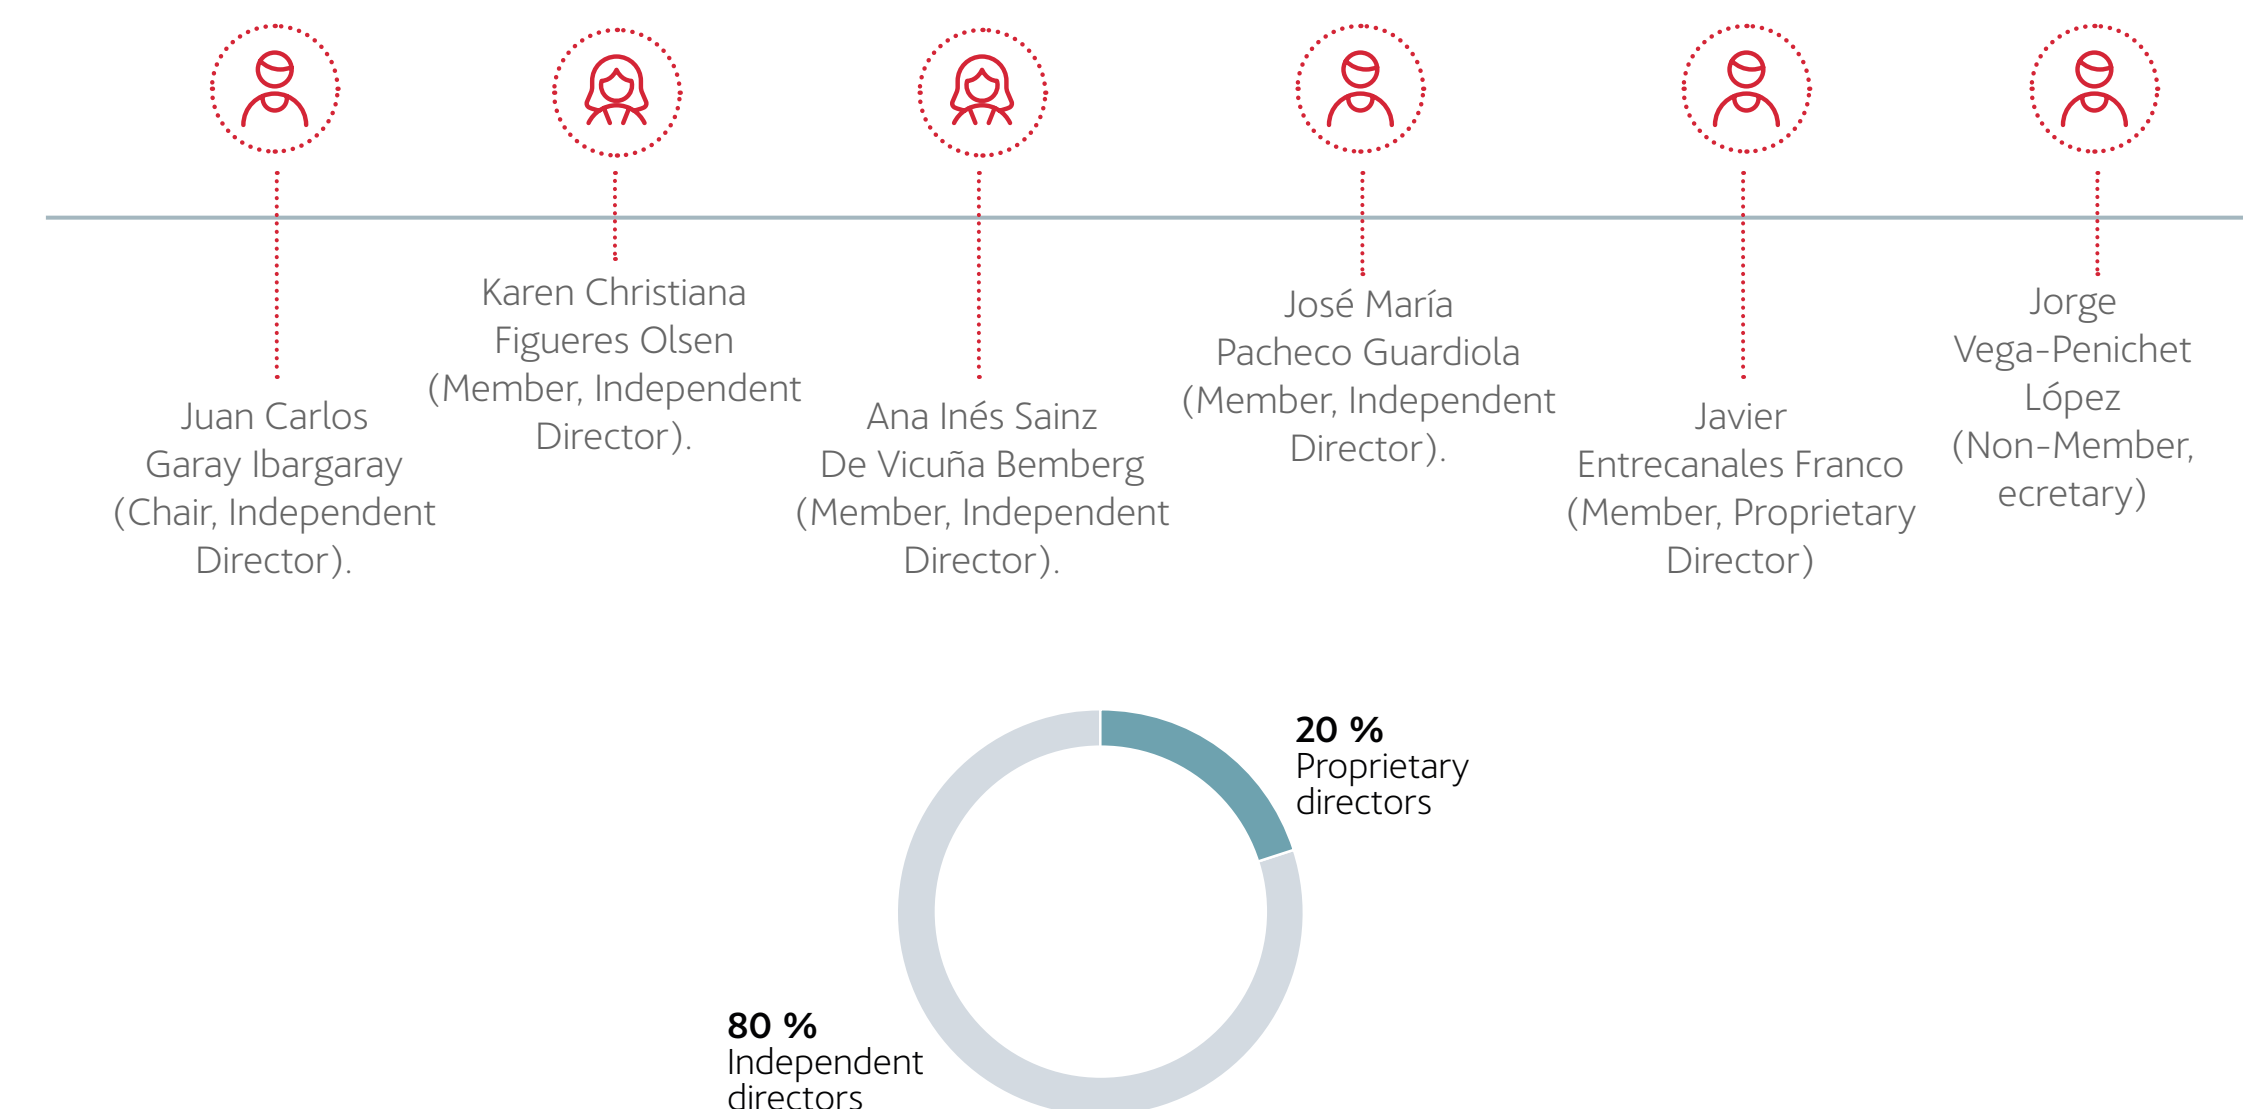 Juan Carlos
Garay Ibargaray
(Chair, Independent
Director).
Karen Christiana
Figueres Olsen
(Member, Independent
Director).
Ana Inés Sainz
De Vicuña Bemberg
(Member, Independent
Director).
José María
Pacheco Guardiola
(Member, Independent
Director).
Javier
Entrecanales Franco
(Member, Proprietary
Director)
Jorge
Vega-Penichet
López
(Non-Member,
ecretary)
20 %
Proprietary
directors
80 %
Independent
directors